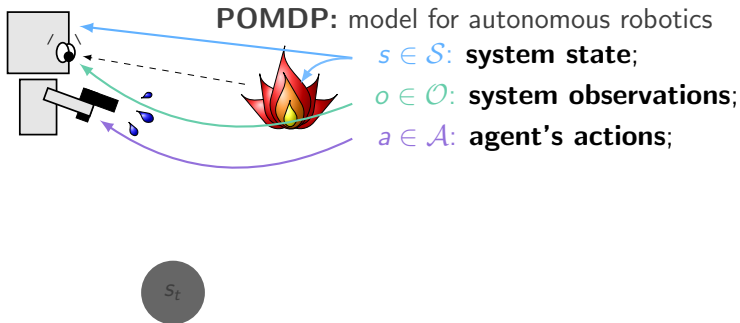 POMDP: model for autonomous robotics
s ∈ 𝒮: system state;
o ∈ 𝒪: system observations;
a ∈ 𝒜: agent's actions;
s_t